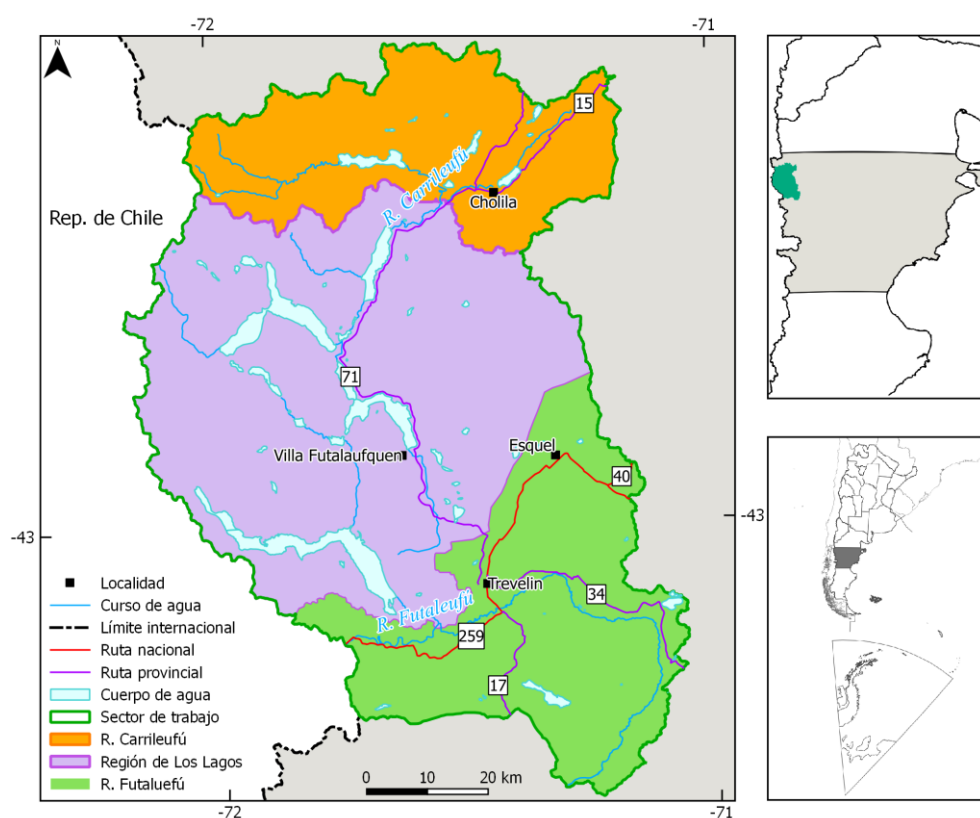 -72
-71
N
15
R. Carrileufú
Cholila
Rep. de Chile
71
Villa Futalaufquen
Esquel
40
-43
-43
Trevelin
34
R. Futaleufú
259
17
Localidad
Curso de agua
Límite internacional
Ruta nacional
Ruta provincial
Cuerpo de agua
Sector de trabajo
R. Carrileufú
Región de Los Lagos
R. Futaluefú
0 10 20 km
-72
-71